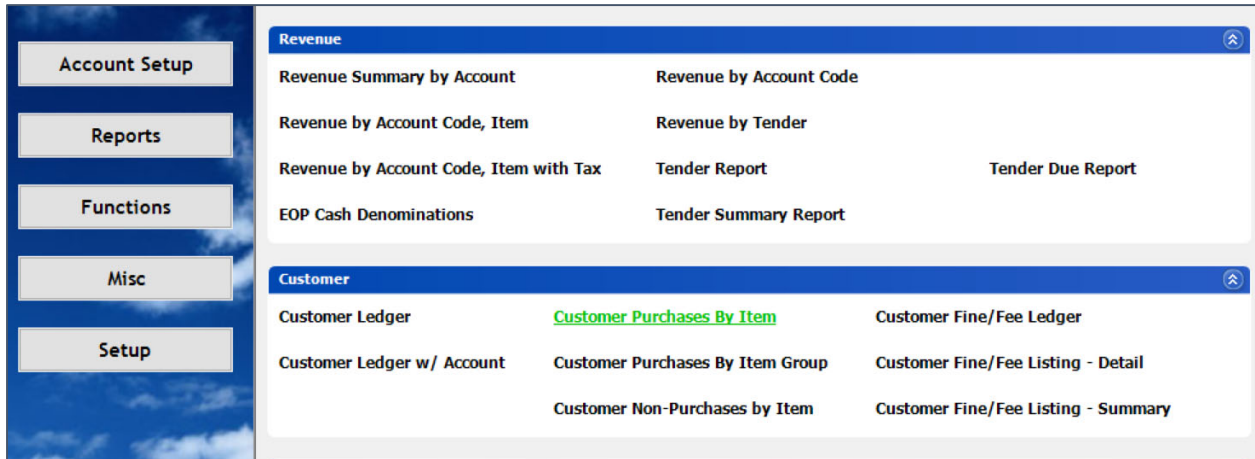 Account Setup
Reports
Functions
Misc
Setup
Revenue
Revenue Summary by Account
Revenue by Account Code
Revenue by Account Code, Item
Revenue by Tender
Revenue by Account Code, Item with Tax
Tender Report
Tender Due Report
EOP Cash Denominations
Tender Summary Report
Customer
Customer Ledger
Customer Purchases By Item
Customer Fine/Fee Ledger
Customer Ledger w/ Account
Customer Purchases By Item Group
Customer Fine/Fee Listing - Detail
Customer Non-Purchases by Item
Customer Fine/Fee Listing - Summary